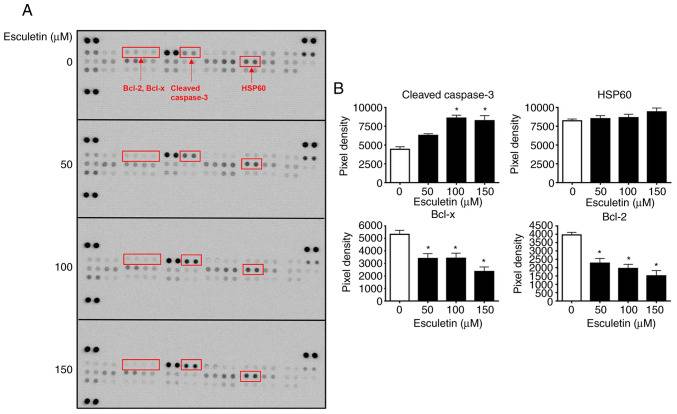 A
Esculetin (μM)
0
Bcl-2, Bcl-x
Cleaved
caspase-3
HSP60
50
100
150
B
Cleaved caspase-3
Pixel density
10000
7500
5000
2500
0
* *
0 50 100 150
Esculetin (μM)
HSP60
Pixel density
10000
7500
5000
2500
0
0 50 100 150
Esculetin (μM)
Bcl-x
Pixel density
6000
5000
4000
3000
2000
1000
0
* * *
0 50 100 150
Esculetin (μM)
Bcl-2
Pixel density
4500
4000
3500
3000
2500
2000
1500
1000
500
0
* * *
0 50 100 150
Esculetin (μM)